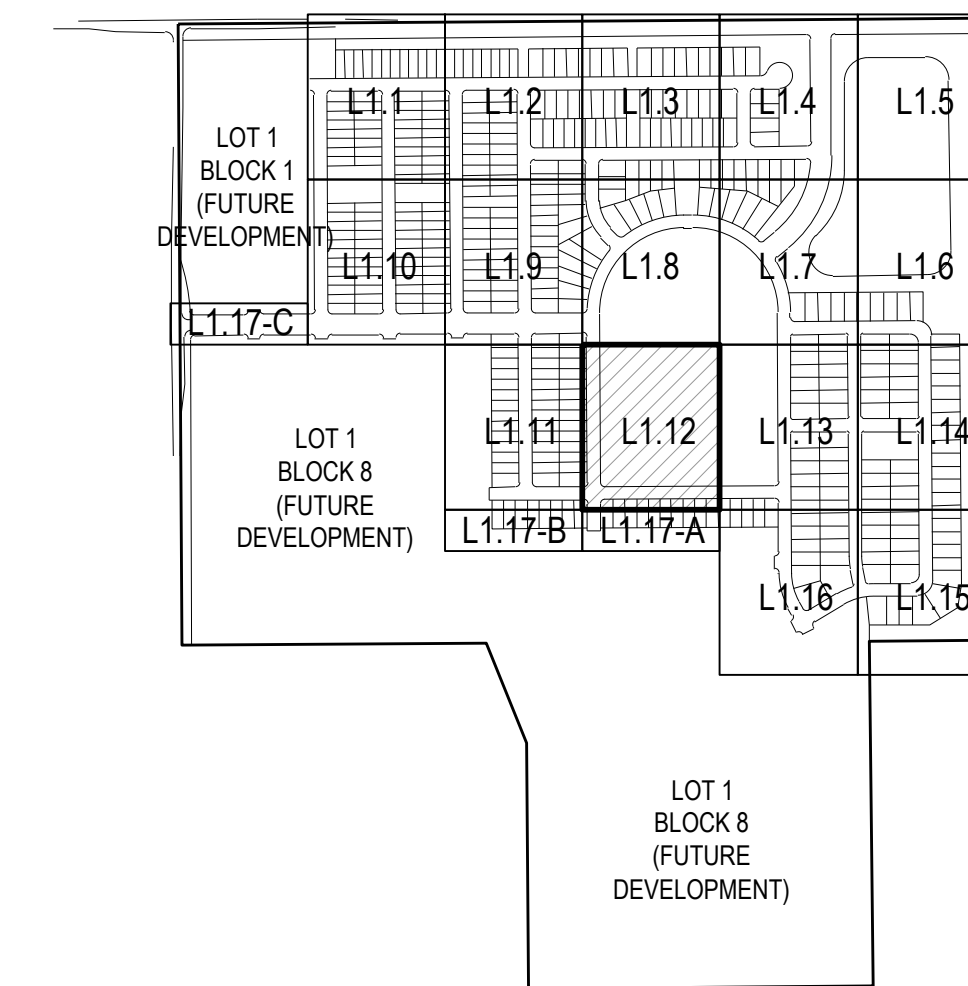 L1.1
L1.2
L1.3
L1.4
L1.5
LOT 1
BLOCK 1
(FUTURE
DEVELOPMENT)
L1.10
L1.9
L1.8
L1.7
L1.6
L1.17-C
LOT 1
BLOCK 8
(FUTURE
DEVELOPMENT)
L1.11
L1.12
L1.13
L1.14
L1.17-B
L1.17-A
L1.16
L1.15
LOT 1
BLOCK 8
(FUTURE
DEVELOPMENT)